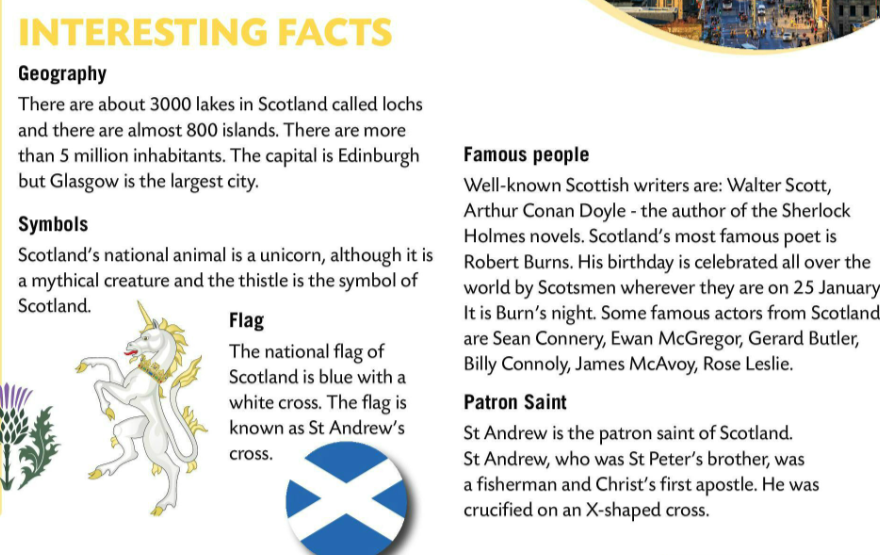 INTERESTING FACTS
Geography
There are about 3000 lakes in Scotland called lochs
and there are almost 800 islands. There are more
than 5 million inhabitants. The capital is Edinburgh
but Glasgow is the largest city.
Symbols
Scotland's national animal is a unicorn, although it is
a mythical creature and the thistle is the symbol of
Scotland.
Flag
The national flag of
Scotland is blue with a
white cross. The flag is
known as St Andrew's
cross.
Famous people
Well-known Scottish writers are: Walter Scott,
Arthur Conan Doyle - the author of the Sherlock
Holmes novels. Scotland's most famous poet is
Robert Burns. His birthday is celebrated all over the
world by Scotsmen wherever they are on 25 January
It is Burn's night. Some famous actors from Scotland
are Sean Connery, Ewan McGregor, Gerard Butler,
Billy Connoly, James McAvoy, Rose Leslie.
Patron Saint
St Andrew is the patron saint of Scotland.
St Andrew, who was St Peter's brother, was
a fisherman and Christ's first apostle. He was
crucified on an X-shaped cross.